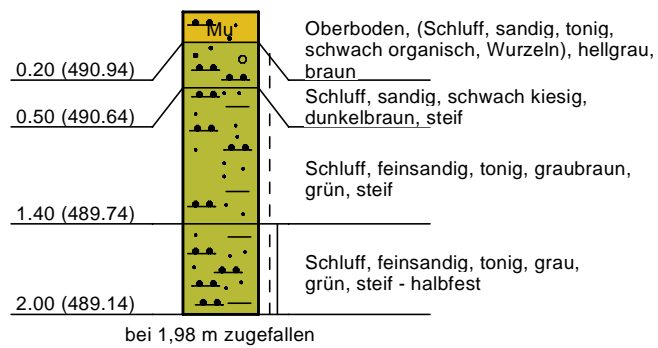 Mu
Oberboden, (Schluff, sandig, tonig,
schwach organisch, Wurzeln), hellgrau,
braun
0.20 (490.94)
Schluff, sandig, schwach kiesig,
dunkelbraun, steif
0.50 (490.64)
Schluff, feinsandig, tonig, graubraun,
grün, steif
1.40 (489.74)
Schluff, feinsandig, tonig, grau,
grün, steif - halbfest
2.00 (489.14)
bei 1,98 m zugefallen